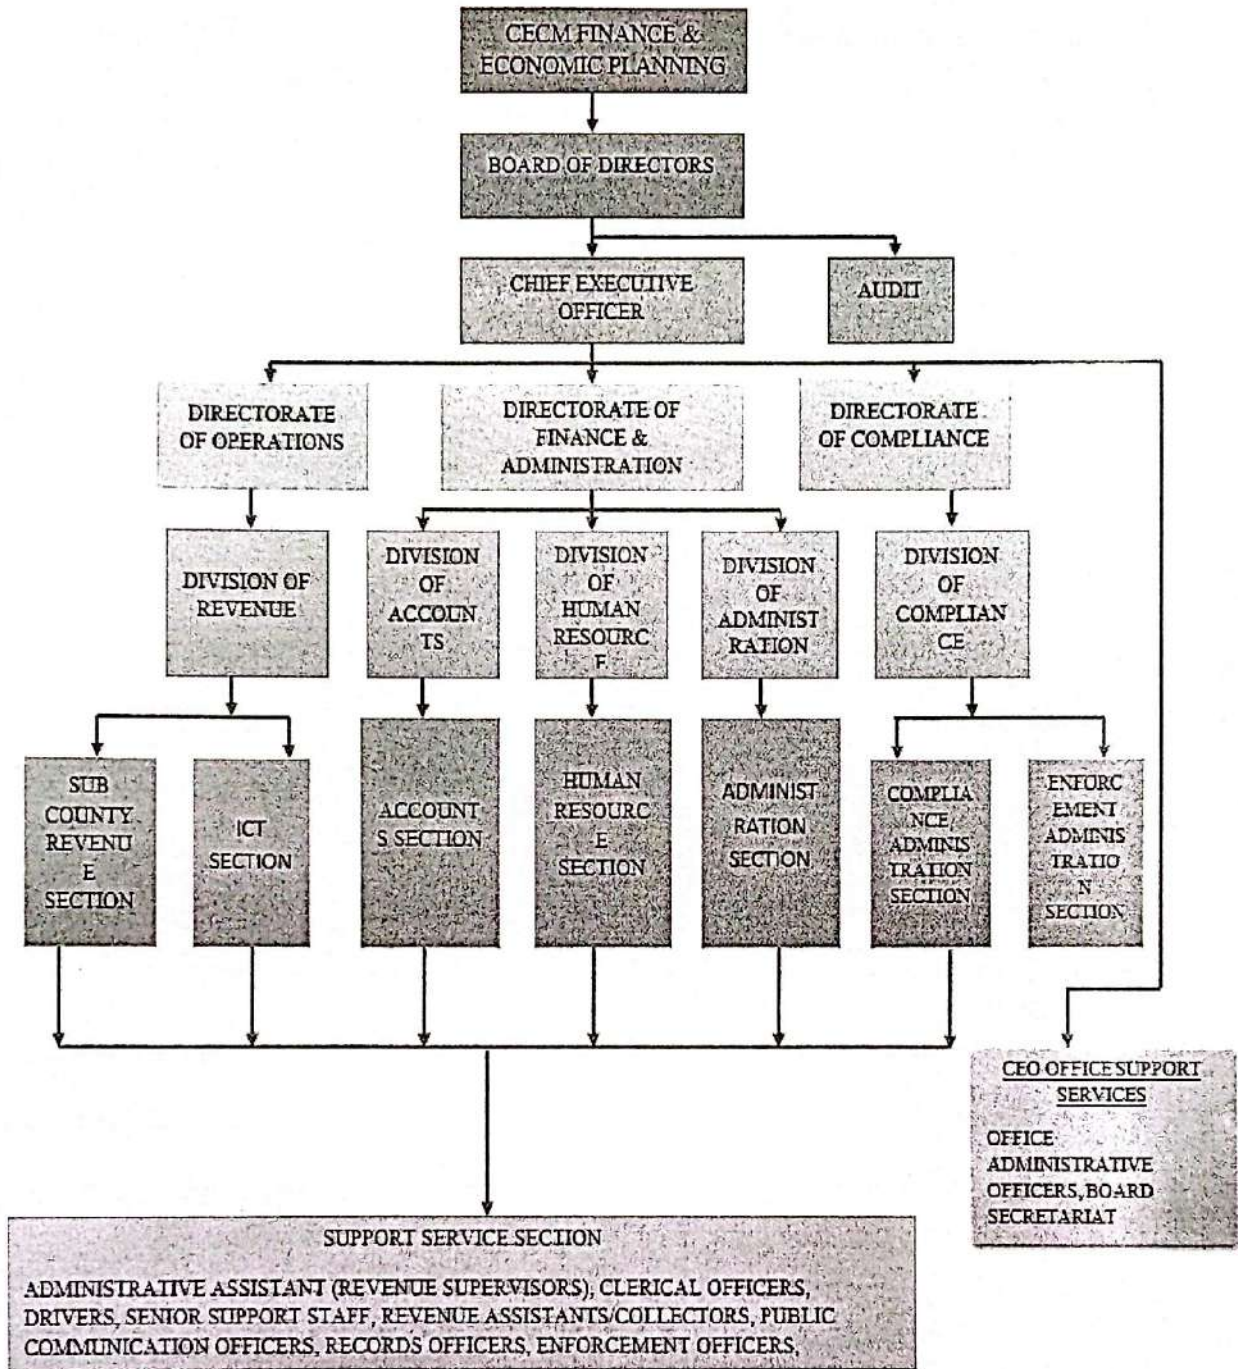 CECM FINANCE &
ECONOMIC PLANNING
BOARD OF DIRECTORS
CHIEF EXECUTIVE
OFFICER
AUDIT
DIRECTORATE
OF OPERATIONS
DIRECTORATE OF
FINANCE &
ADMINISTRATION
DIRECTORATE
OF COMPLIANCE
DIVISION OF
REVENUE
DIVISION
OF
ACCOUN
TS
DIVISION
OF
HUMAN
RESOURC
E
DIVISION
OF
ADMINIST
RATION
DIVISION
OF
COMPLIAN
CE
SUB
COUNTY
REVENU
E
SECTION
ICT
SECTION
ACCOUNT
S SECTION
HUMAN
RESOURC
E
SECTION
ADMINIST
RATION
SECTION
COMPLIA
NCE
ADMINIS
TRATION
SECTION
ENFORC
EMENT
ADMINI
STRATIO
N
SECTION
CEO OFFICE SUPPORT
SERVICES
OFFICE
ADMINISTRATIVE
OFFICERS, BOARD
SECRETARIAT
SUPPORT SERVICE SECTION
ADMINISTRATIVE ASSISTANT (REVENUE SUPERVISORS), CLERICAL OFFICERS,
DRIVERS, SENIOR SUPPORT STAFF, REVENUE ASSISTANTS/COLLECTORS, PUBLIC
COMMUNICATION OFFICERS, RECORDS OFFICERS, ENFORCEMENT OFFICERS,